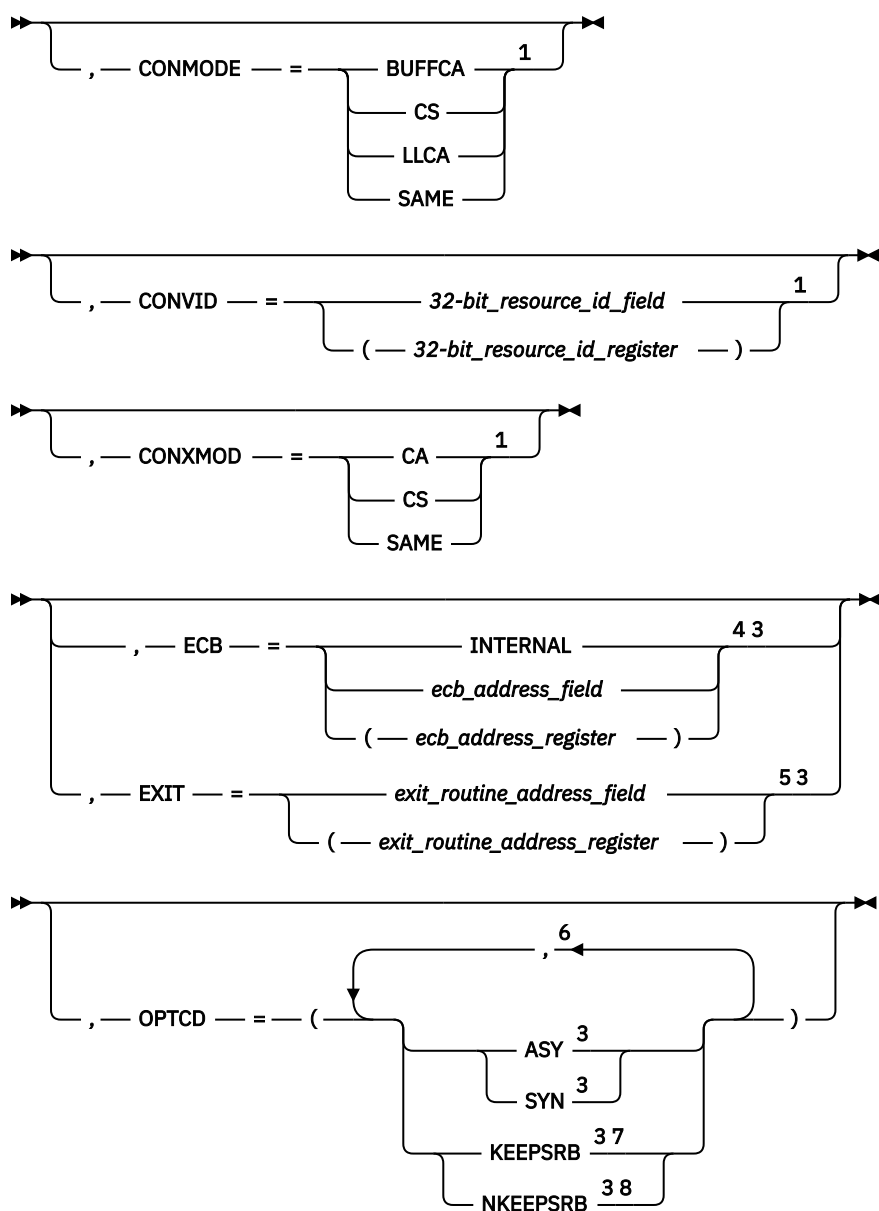 1
, CONMODE = BUFFCA
CS
LLCA
SAME
1
, CONVID = 32-bit_resource_id_field
( 32-bit_resource_id_register )
1
, CONXMOD = CA
CS
SAME
4 3
, ECB = INTERNAL
ecb_address_field
( ecb_address_register )
5 3
, EXIT = exit_routine_address_field
( exit_routine_address_register )
, 6
, OPTCD = ( )
ASY 3
SYN 3
KEEPSRB 3 7
NKEEPSRB 3 8